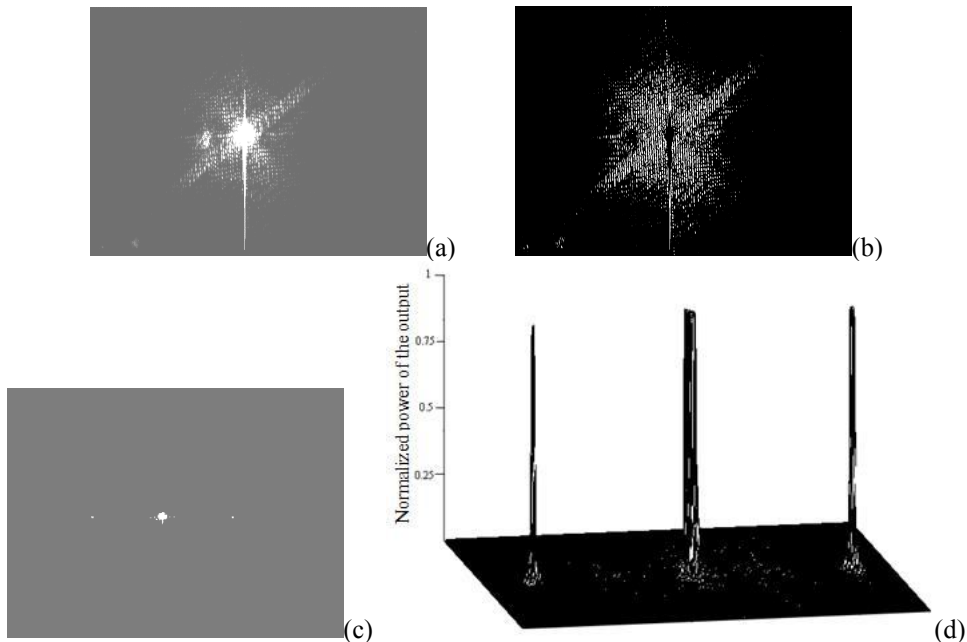 (a)
(b)
Normalized power of the output
1
0.75
0.5
0.25
(c)
(d)